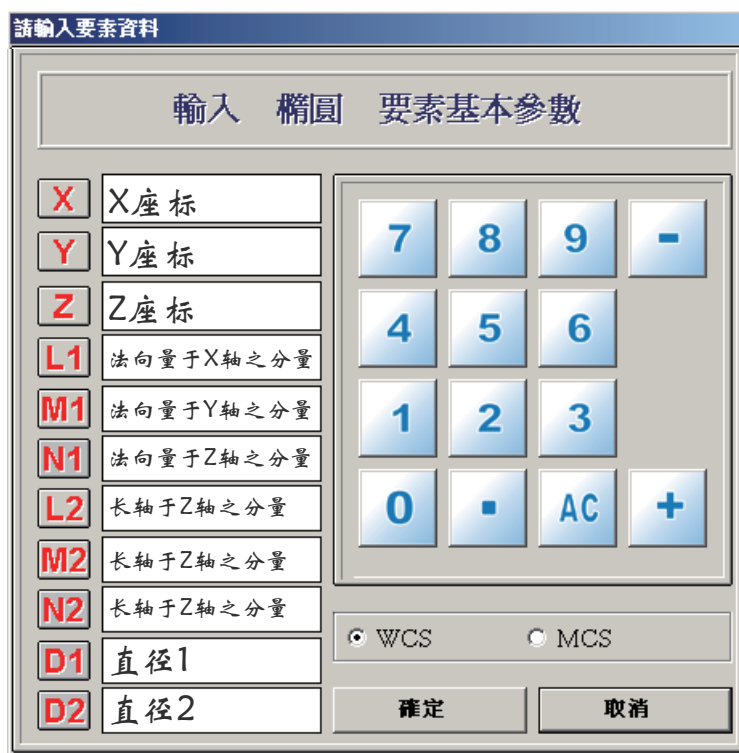 請輸入要素資料
輸入 橢圓 要素基本參數
X X座标
Y Y座标
Z Z座标
L1 法向量于X轴之分量
M1 法向量于Y轴之分量
N1 法向量于Z轴之分量
L2 长轴于Z轴之分量
M2 长轴于Z轴之分量
N2 长轴于Z轴之分量
D1 直径1
D2 直径2
7 8 9 -
4 5 6
1 2 3
0 . AC +
WCS MCS
確定 取消